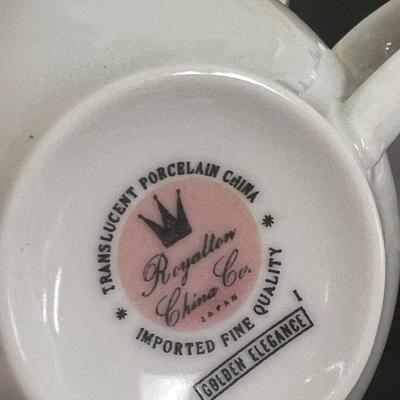 TRANSLUCENT PORCELAIN CHINA
Royalton
China Co.
JAPAN
* IMPORTED FINE QUALITY *
I
GOLDEN ELEGANCE